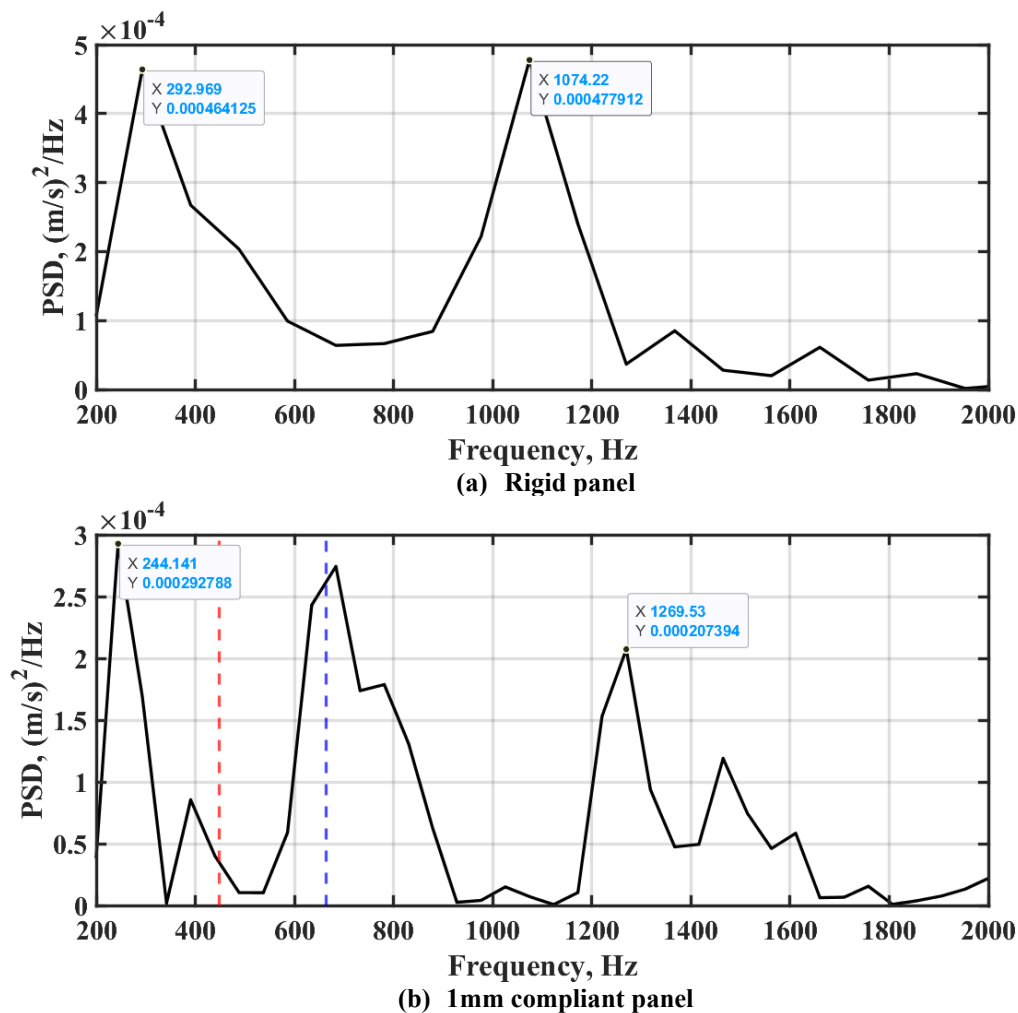 ×10⁻⁴
5
4
3
2
1
0
PSD, (m/s)²/Hz
X 292.969
Y 0.000464125
X 1074.22
Y 0.000477912
200 400 600 800 1000 1200 1400 1600 1800 2000
Frequency, Hz
(a) Rigid panel
×10⁻⁴
3
2.5
2
1.5
1
0.5
0
PSD, (m/s)²/Hz
X 244.141
Y 0.000292788
X 1269.53
Y 0.000207394
200 400 600 800 1000 1200 1400 1600 1800 2000
Frequency, Hz
(b) 1mm compliant panel